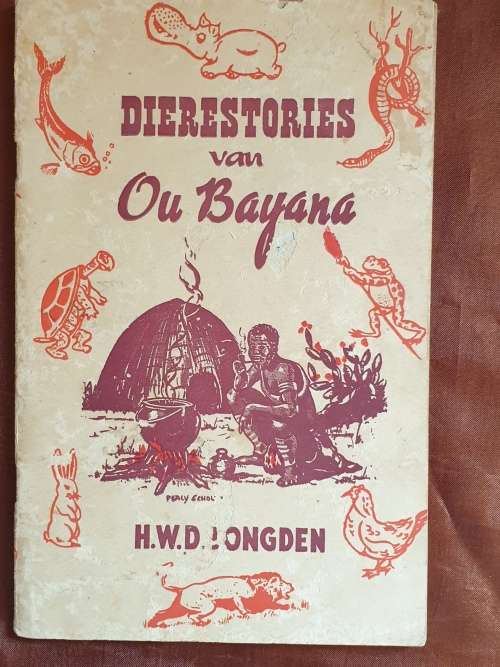 DIERESTORIES
van
Ou Bayana
H.W.D. LONGDEN